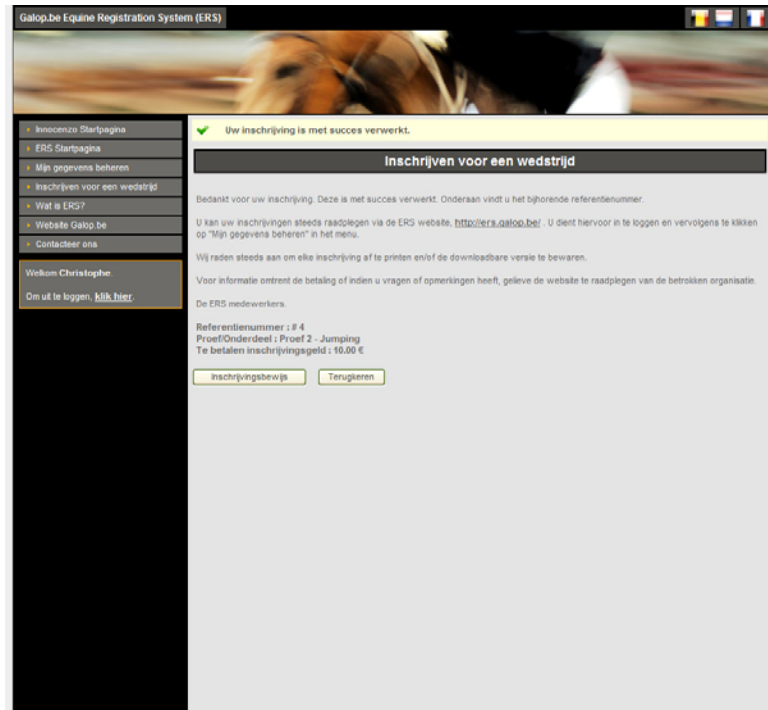 Galop.be Equine Registration System (ERS)
Innocenzo Startpagina
ERS Startpagina
Mijn gegevens beheren
Inschrijven voor een wedstrijd
Wat is ERS?
Website Galop.be
Contacteer ons
Welkom Christophe.
Om uit te loggen, klik hier.
Uw inschrijving is met succes verwerkt.
Inschrijven voor een wedstrijd
Bedankt voor uw inschrijving. Deze is met succes verwerkt. Onderaan vindt u het bijhorende referentienummer.
U kan uw inschrijvingen steeds raadplegen via de ERS website, http://ers.galop.be/ . U dient hiervoor in te loggen en vervolgens te klikken
op "Mijn gegevens beheren" in het menu.
Wij raden steeds aan om elke inschrijving af te printen en/of de downloadbare versie te bewaren.
Voor informatie omtrent de betaling of indien u vragen of opmerkingen heeft, gelieve de website te raadplegen van de betrokken organisatie.
De ERS medewerkers.
Referentienummer : # 4
Proef/Onderdeel : Proef 2 - Jumping
Te betalen inschrijvingsgeld : 10.00 €
Inschrijvingsbewijs
Terugkeren